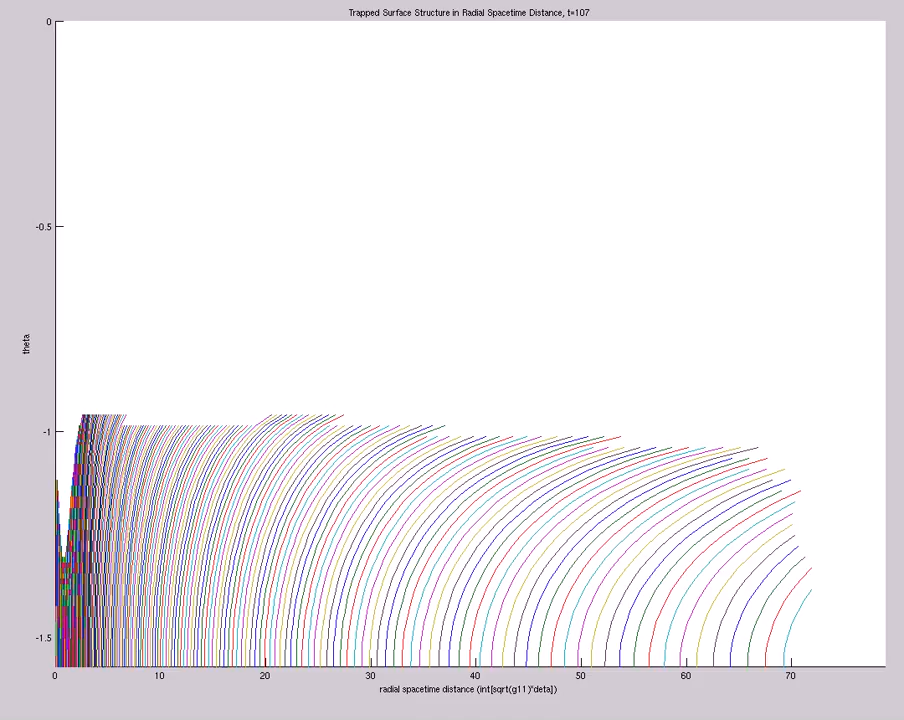 Trapped Surface Structure in Radial Spacetime Distance, t=107
0
-0.5
theta
-1
-1.5
0 10 20 30 40 50 60 70
radial spacetime distance (int[sqrt(g11)*deta])